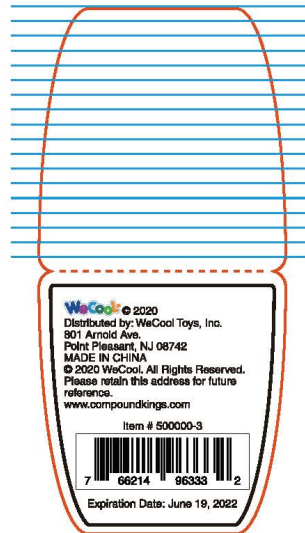 WeCool © 2020
Distributed by: WeCool Toys, Inc.
801 Arnold Ave.
Point Pleasant, NJ 08742
MADE IN CHINA
© 2020 WeCool. All Rights Reserved.
Please retain this address for future
reference.
www.compoundkings.com
Item # 500000-3
7 66214 96333 2
Expiration Date: June 19, 2022